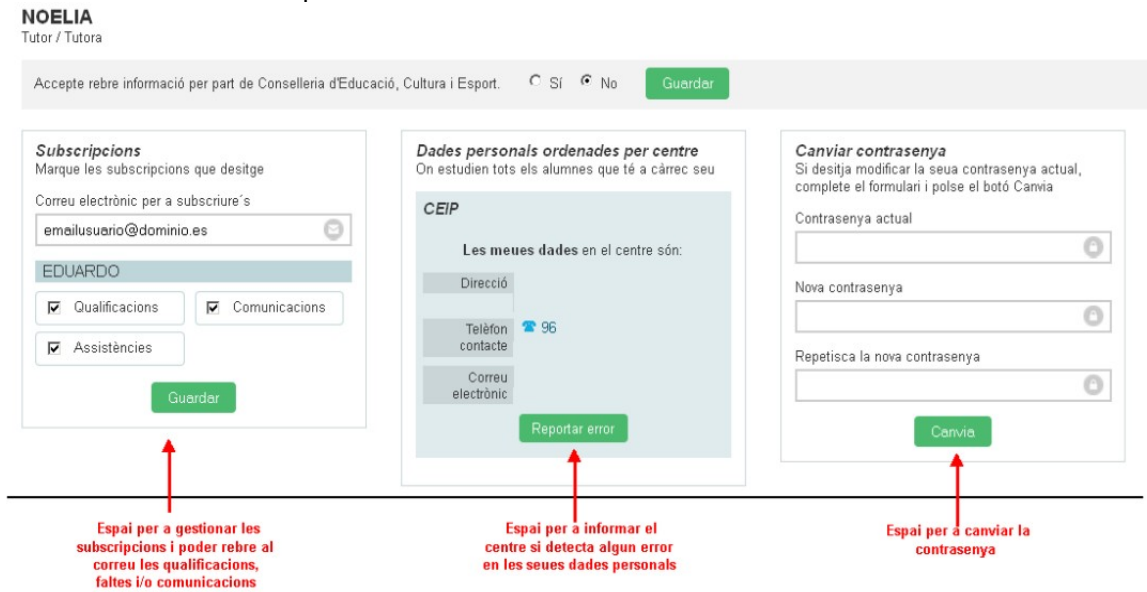 NOELIA
Tutor / Tutora
Accepte rebre informació per part de Conselleria d'Educació, Cultura i Esport. Sí No Guardar
Subscripcions
Marque les subscripcions que desitge
Correu electrònic per a subscriure´s
emailusuario@dominio.es
EDUARDO
Qualificacions Comunicacions
Assistències
Guardar
Dades personals ordenades per centre
On estudien tots els alumnes que té a càrrec seu
CEIP
Les meues dades en el centre són:
Direcció
Telèfon 96
contacte
Correu
electrònic
Reportar error
Canviar contrasenya
Si desitja modificar la seua contrasenya actual,
complete el formulari i polse el botó Canvia
Contrasenya actual
Nova contrasenya
Repetisca la nova contrasenya
Canvia
Espai per a gestionar les
subscripcions i poder rebre al
correu les qualificacions,
faltes i/o comunicacions
Espai per a informar el
centre si detecta algun error
en les seues dades personals
Espai per a canviar la
contrasenya